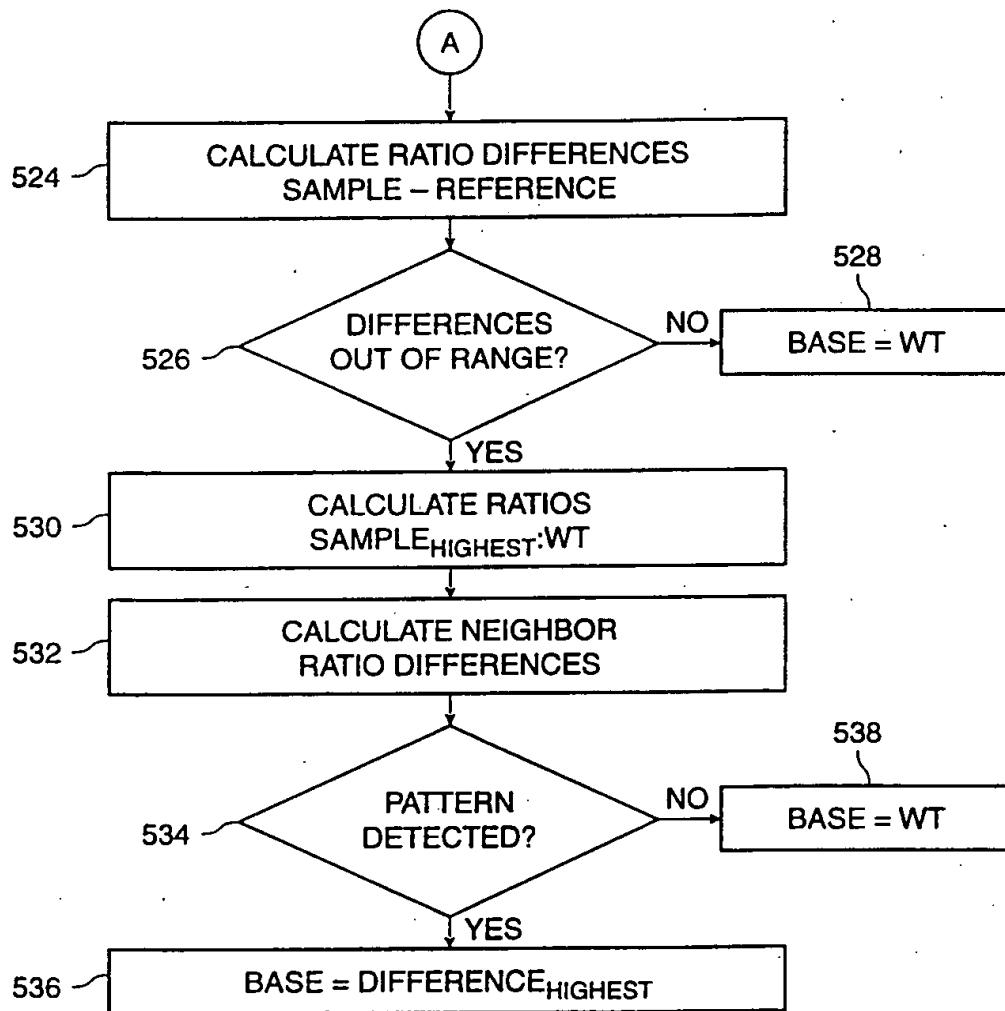 A
524
CALCULATE RATIO DIFFERENCES
SAMPLE – REFERENCE
526
DIFFERENCES
OUT OF RANGE?
NO
528
BASE = WT
YES
530
CALCULATE RATIOS
SAMPLEHIGHEST:WT
532
CALCULATE NEIGHBOR
RATIO DIFFERENCES
534
PATTERN
DETECTED?
NO
538
BASE = WT
YES
536
BASE = DIFFERENCEHIGHEST